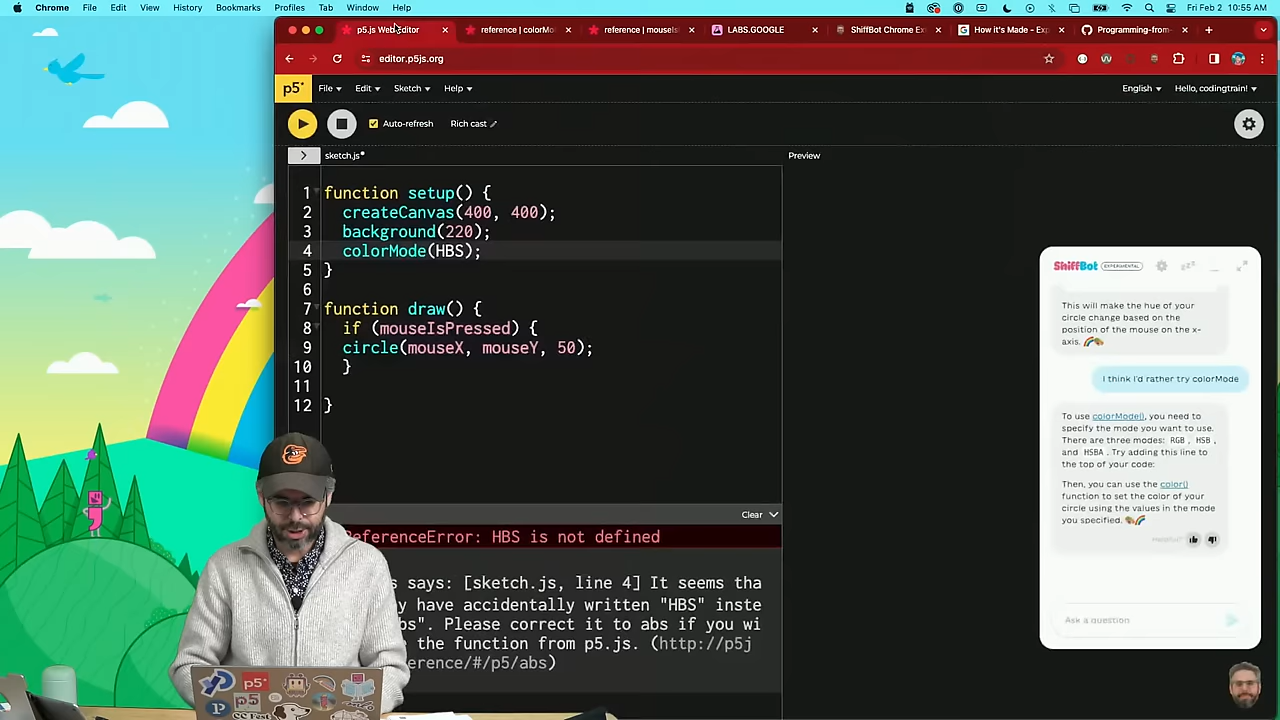 Chrome File Edit View History Bookmarks Profiles Tab Window Help
Fri Feb 2 10:55 AM
p5.js Web Editor
reference | colorMo
reference | mouseIs
LABS.GOOGLE
ShiffBot Chrome Ex
How it's Made - Exp
Programming-from-
editor.p5js.org
p5* File Edit Sketch Help
English Hello, codingtrain!
Auto-refresh Rich cast
sketch.js*
Preview
1 function setup() {
2 createCanvas(400, 400);
3 background(220);
4 colorMode(HBS);
5 }
6
7 function draw() {
8 if (mouseIsPressed) {
9 circle(mouseX, mouseY, 50);
10 }
11
12 }
Clear
ReferenceError: HBS is not defined
s says: [sketch.js, line 4] It seems tha
y have accidentally written "HBS" inste
bs". Please correct it to abs if you wi
the function from p5.js. (http://p5j
erence/#/p5/abs)
ShiffBot EXPERIMENTAL
This will make the hue of your
circle change based on the
position of the mouse on the x-
axis. 🌈🎨
I think I'd rather try colorMode
To use colorMode(), you need to
specify the mode you want to use.
There are three modes: RGB , HSB ,
and HSBA . Try adding this line to
the top of your code:
Then, you can use the color()
function to set the color of your
circle using the values in the mode
you specified. 🎨🌈
Helpful?
Ask a question
p5*
p5
CC Fest